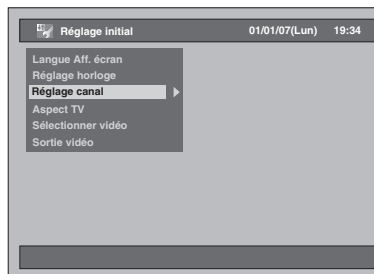 Réglage initial 01/01/07(Lun) 19:34
Langue Aff. écran
Réglage horloge
Réglage canal
Aspect TV
Sélectionner vidéo
Sortie vidéo